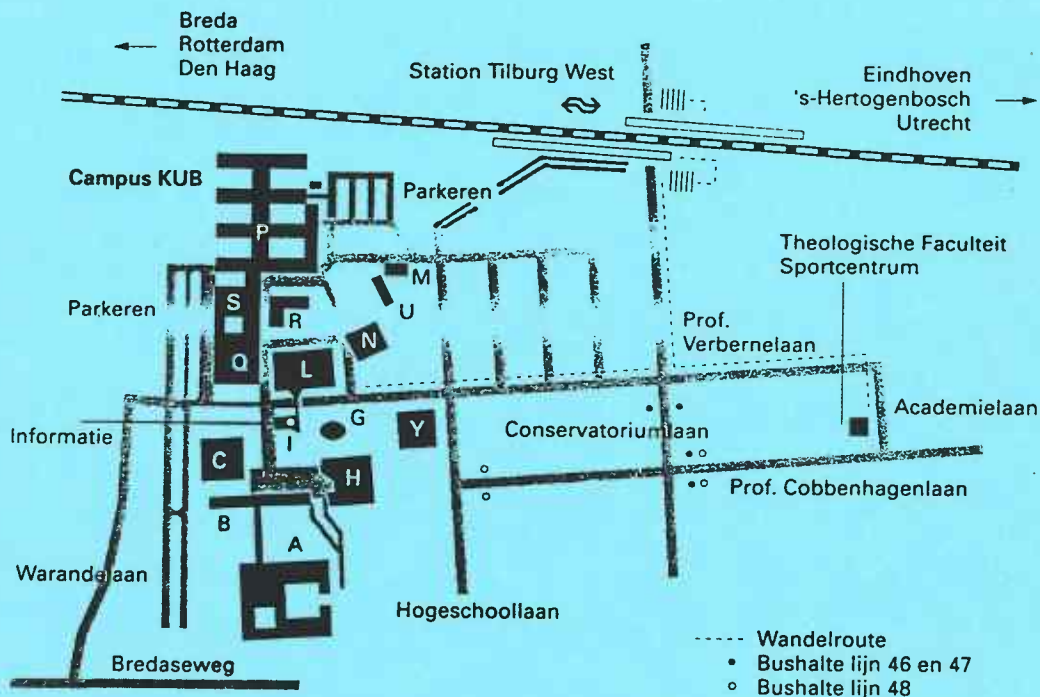 Breda
Rotterdam
Den Haag
Station Tilburg West
Eindhoven
's-Hertogenbosch
Utrecht
Campus KUB
Parkeren
P
Theologische Faculteit
Sportcentrum
M
Parkeren
S
U
R
Prof.
Verbernelaan
N
Q
L
Academielaan
G
Y
Conservatoriumlaan
Informatie
I
C
H
Prof. Cobbenhagenlaan
B
A
Warandelaan
Hogeschoollaan
Bredaseweg
Wandelroute
Bushalte lijn 46 en 47
Bushalte lijn 48